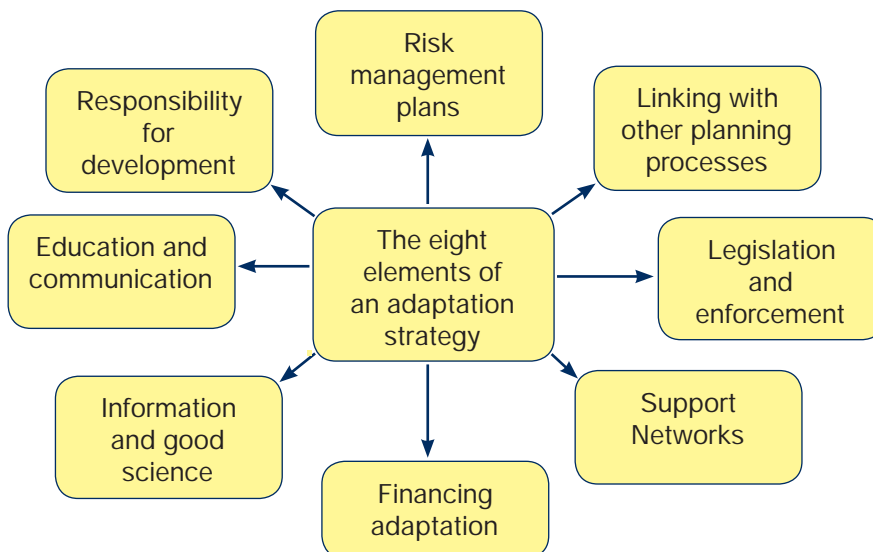 Risk
management
plans
Responsibility
for
development
Linking with
other planning
processes
Education and
communication
The eight
elements of
an adaptation
strategy
Legislation
and
enforcement
Information
and good
science
Support
Networks
Financing
adaptation